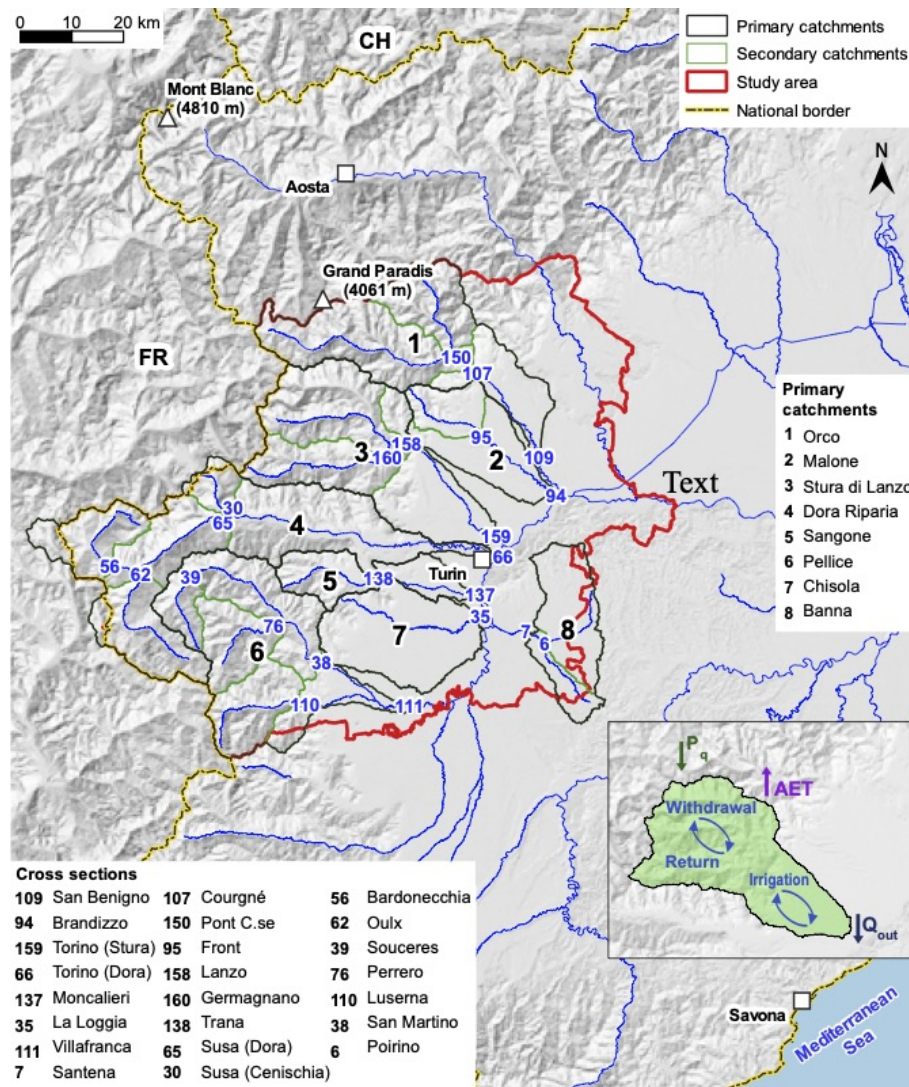 0 10 20 km
CH
Primary catchments
Secondary catchments
Study area
National border
Mont Blanc
(4810 m)
N
Aosta
Grand Paradis
(4061 m)
FR
1
150
107
Primary
catchments
1 Orco
2 Malone
3 Stura di Lanzo
4 Dora Riparia
5 Sangone
6 Pellice
7 Chisola
8 Banna
95
158
3
160
2
109
94
Text
30
65
4
159
66
56
62
39
5
138
Turin
137
35
76
6
7
7
6
8
38
110
111
P q
AET
Withdrawal
Return
Irrigation
Q out
Cross sections
109 San Benigno 107 Courgné 56 Bardonecchia
94 Brandizzo 150 Pont C.se 62 Oulx
159 Torino (Stura) 95 Front 39 Souceres
66 Torino (Dora) 158 Lanzo 76 Perrero
137 Moncalieri 160 Germagnano 110 Luserna
35 La Loggia 138 Trana 38 San Martino
111 Villafranca 65 Susa (Dora) 6 Poirino
7 Santena 30 Susa (Cenischia)
Savona
Mediterranean
Sea